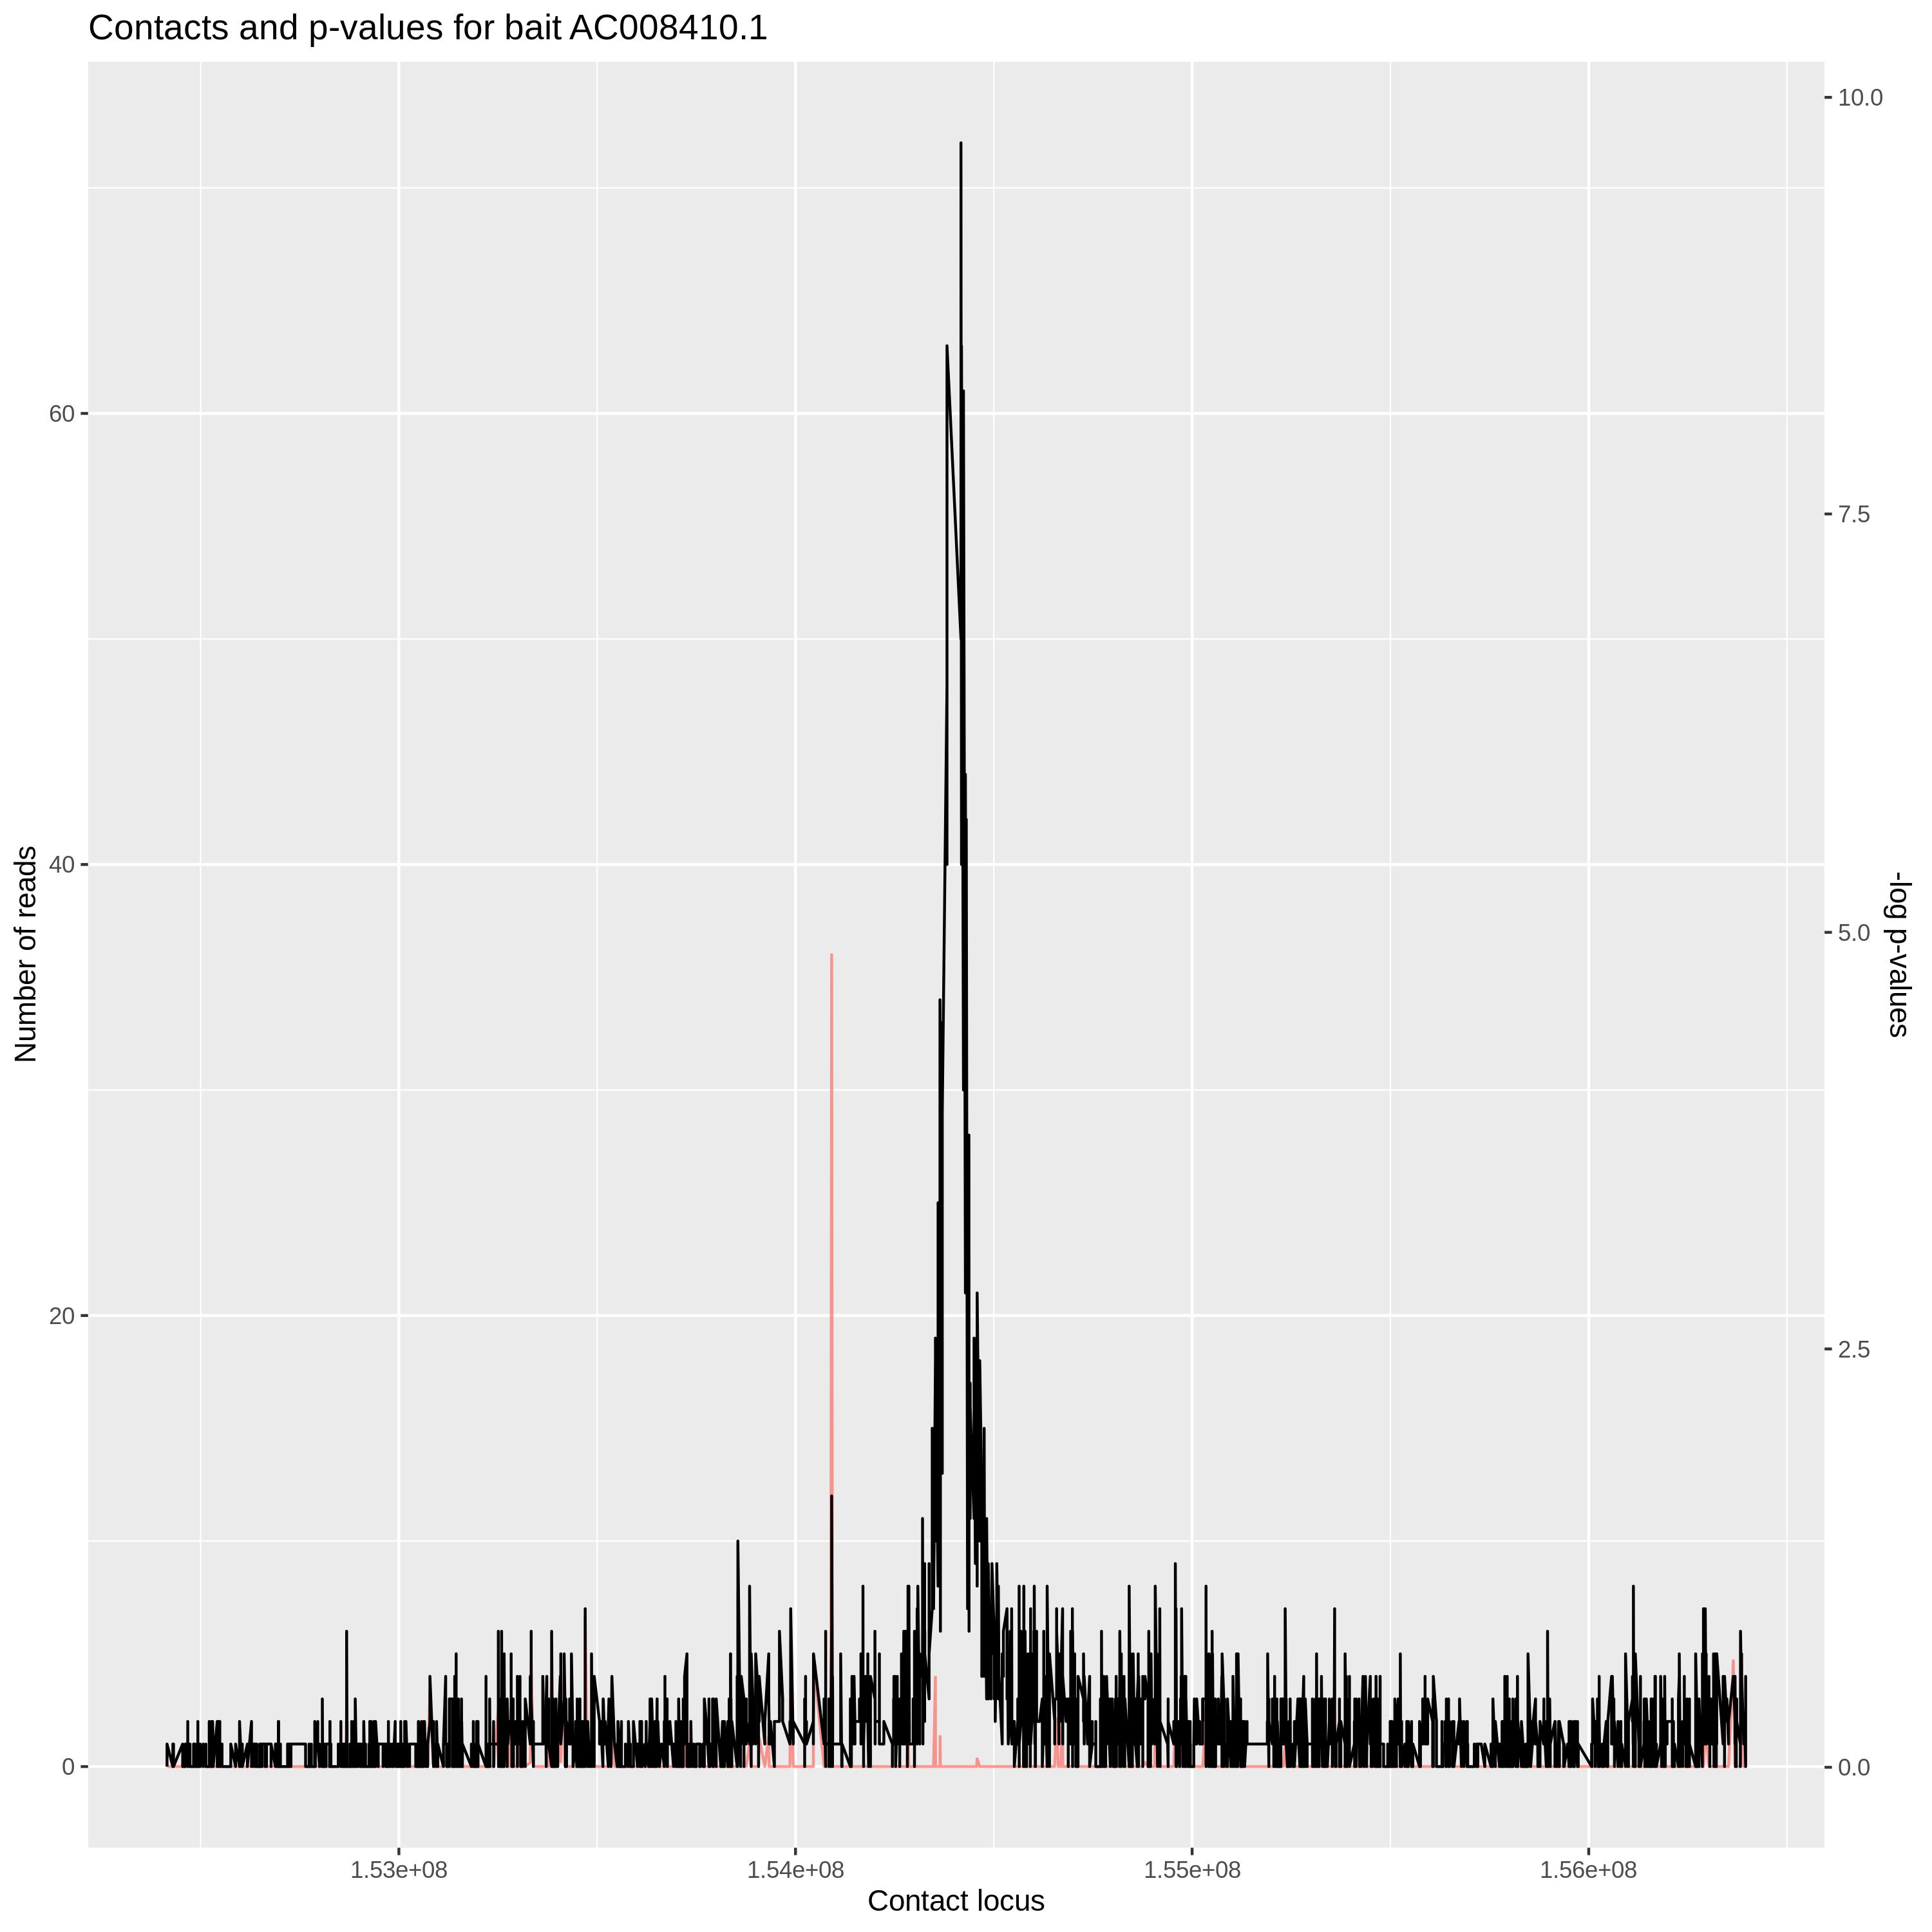 Contacts and p-values for bait AC008410.1
10.0
7.5
5.0
2.5
0.0
60
40
20
0
Number of reads
-log p-values
1.53e+08
1.54e+08
1.55e+08
1.56e+08
Contact locus